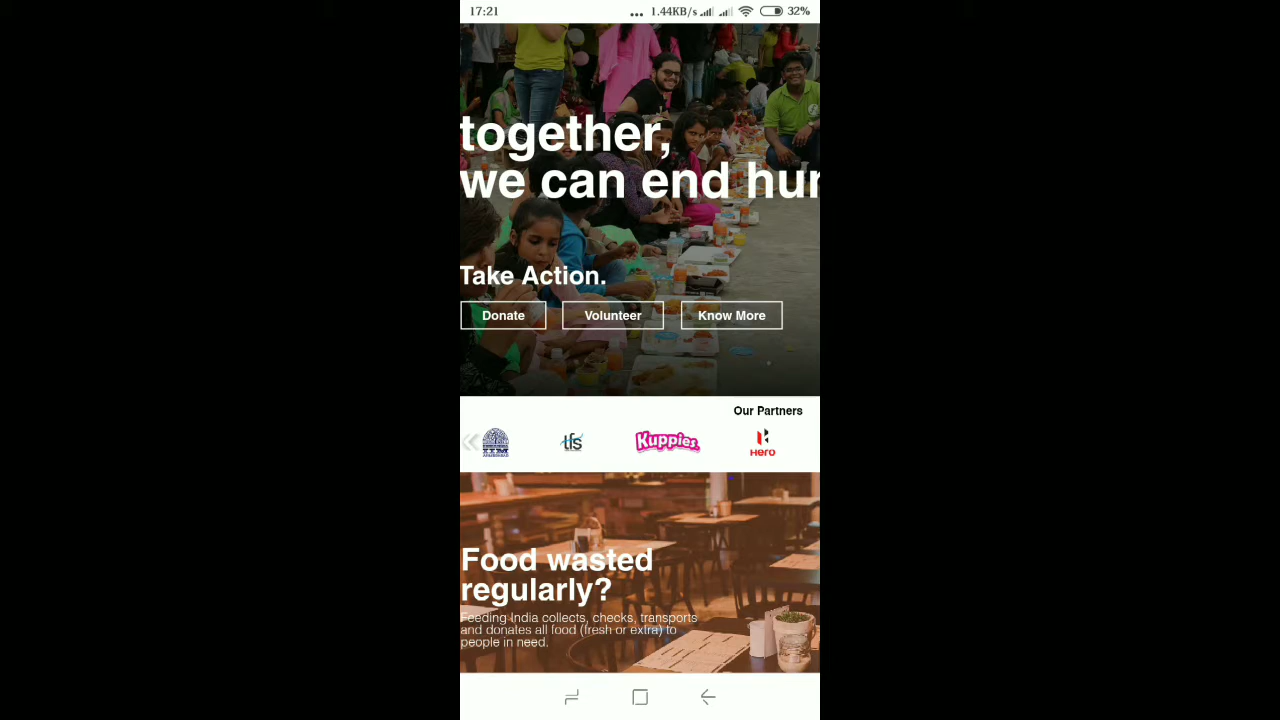 17:21
... 1.44KB/s 32%
together,
we can end hur
Take Action.
Donate Volunteer Know More
Our Partners
IIM tfs Kuppies. Hero
Food wasted
regularly?
Feeding India collects, checks, transports
and donates all food (fresh or extra) to
people in need.